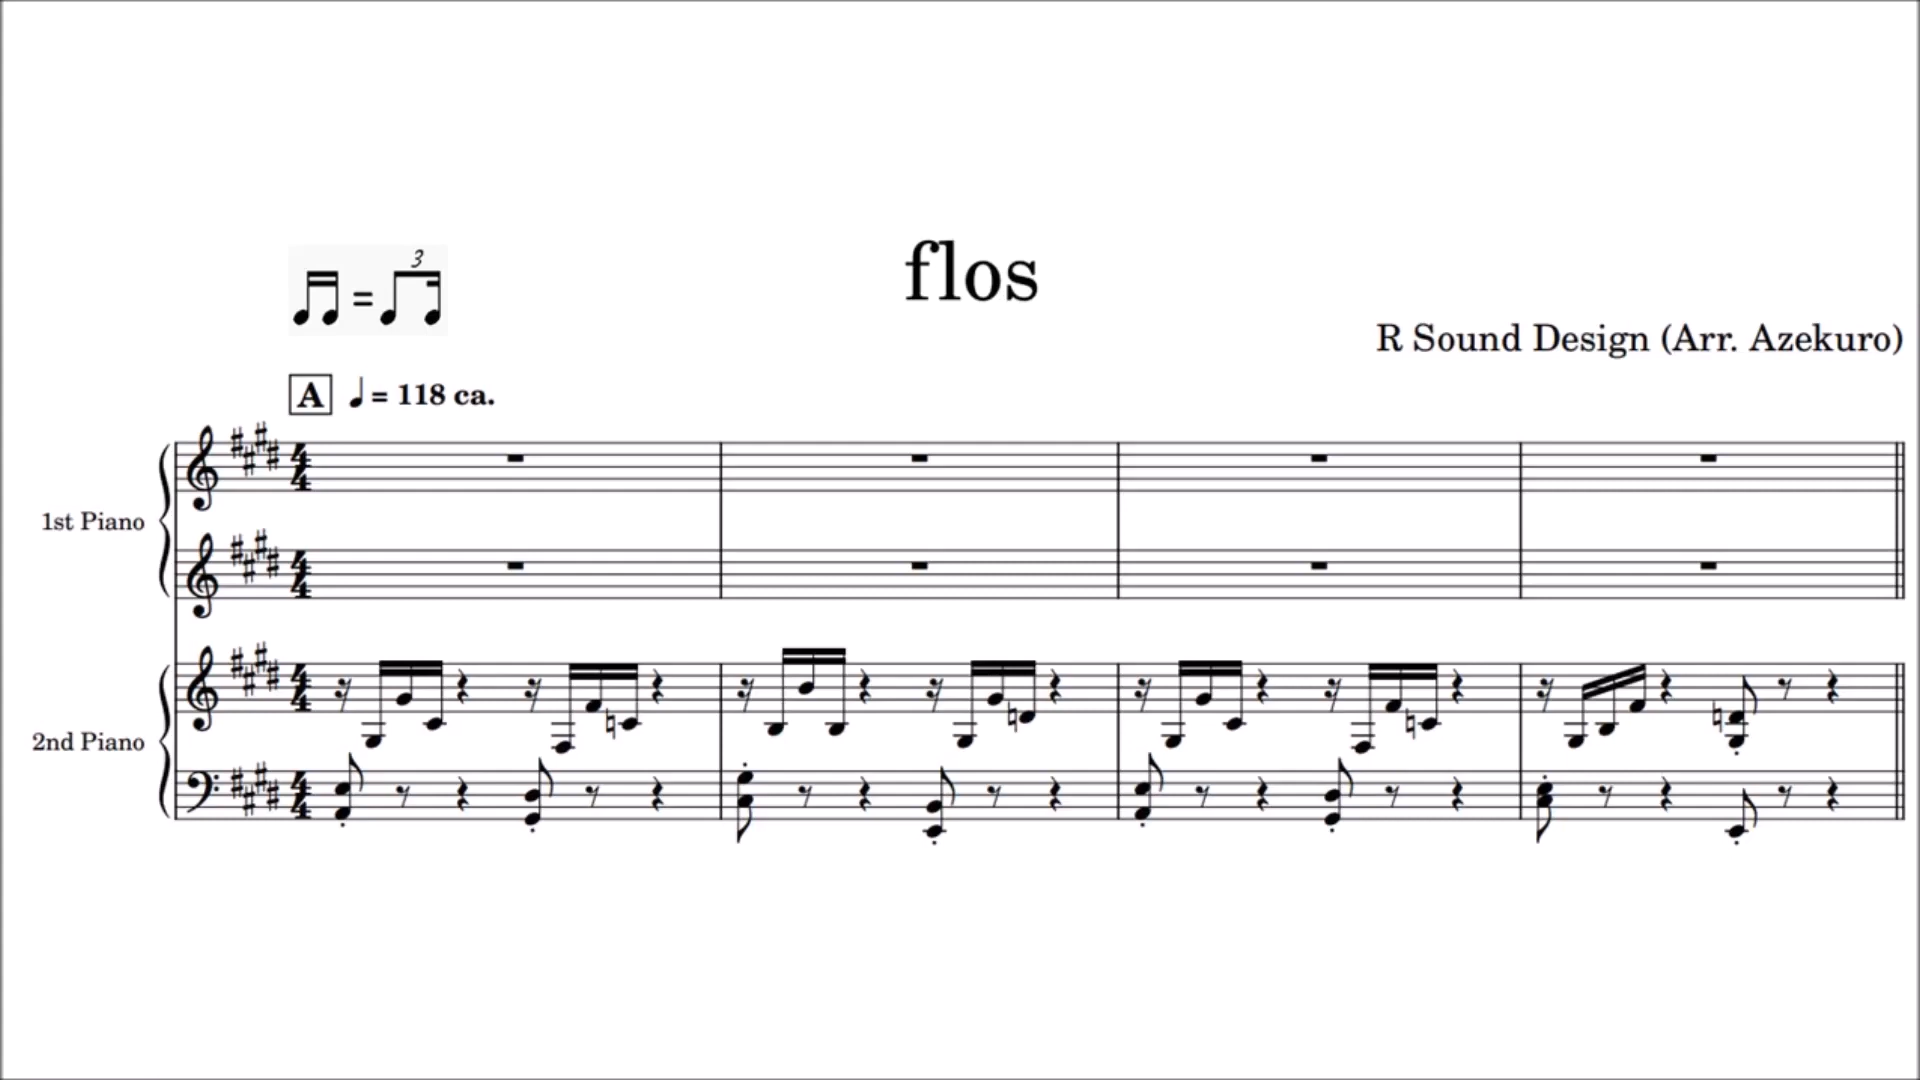 flos
3
=
R Sound Design (Arr. Azekuro)
A = 118 ca.
1st Piano
2nd Piano